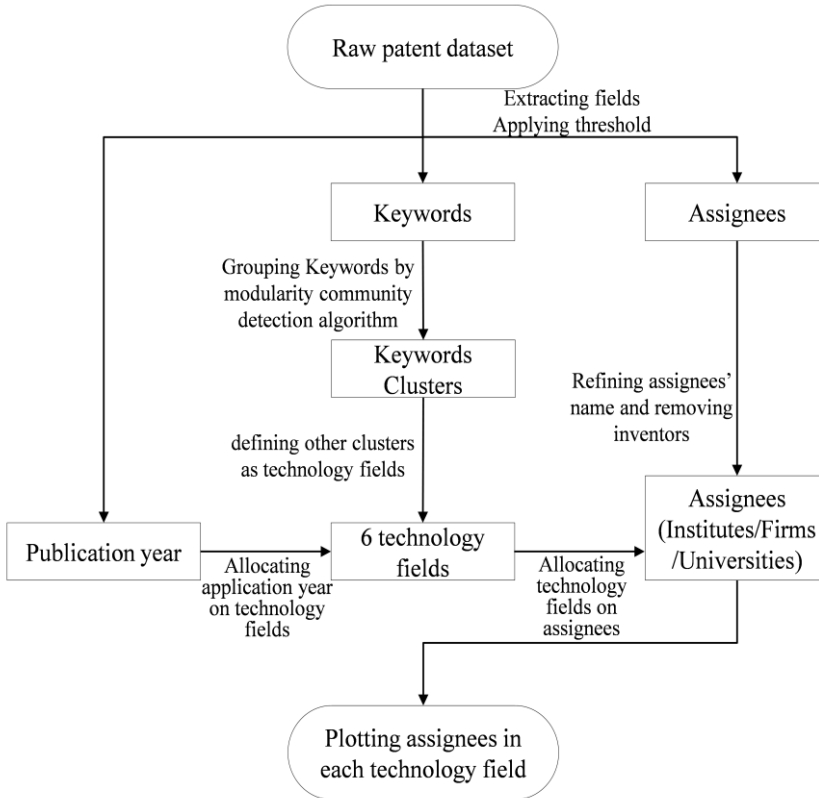 Raw patent dataset
Extracting fields
Applying threshold
Keywords
Assignees
Grouping Keywords by
modularity community
detection algorithm
Keywords
Clusters
Refining assignees’
name and removing
inventors
defining other clusters
as technology fields
Publication year
6 technology
fields
Assignees
(Institutes/Firms
/Universities)
Allocating
application year
on technology
fields
Allocating
technology
fields on
assignees
Plotting assignees in
each technology field